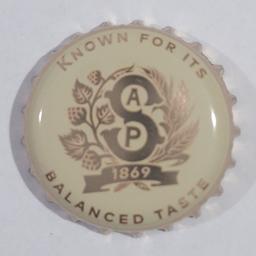 KNOWN FOR ITS
A
S
P
1869
BALANCED TASTE